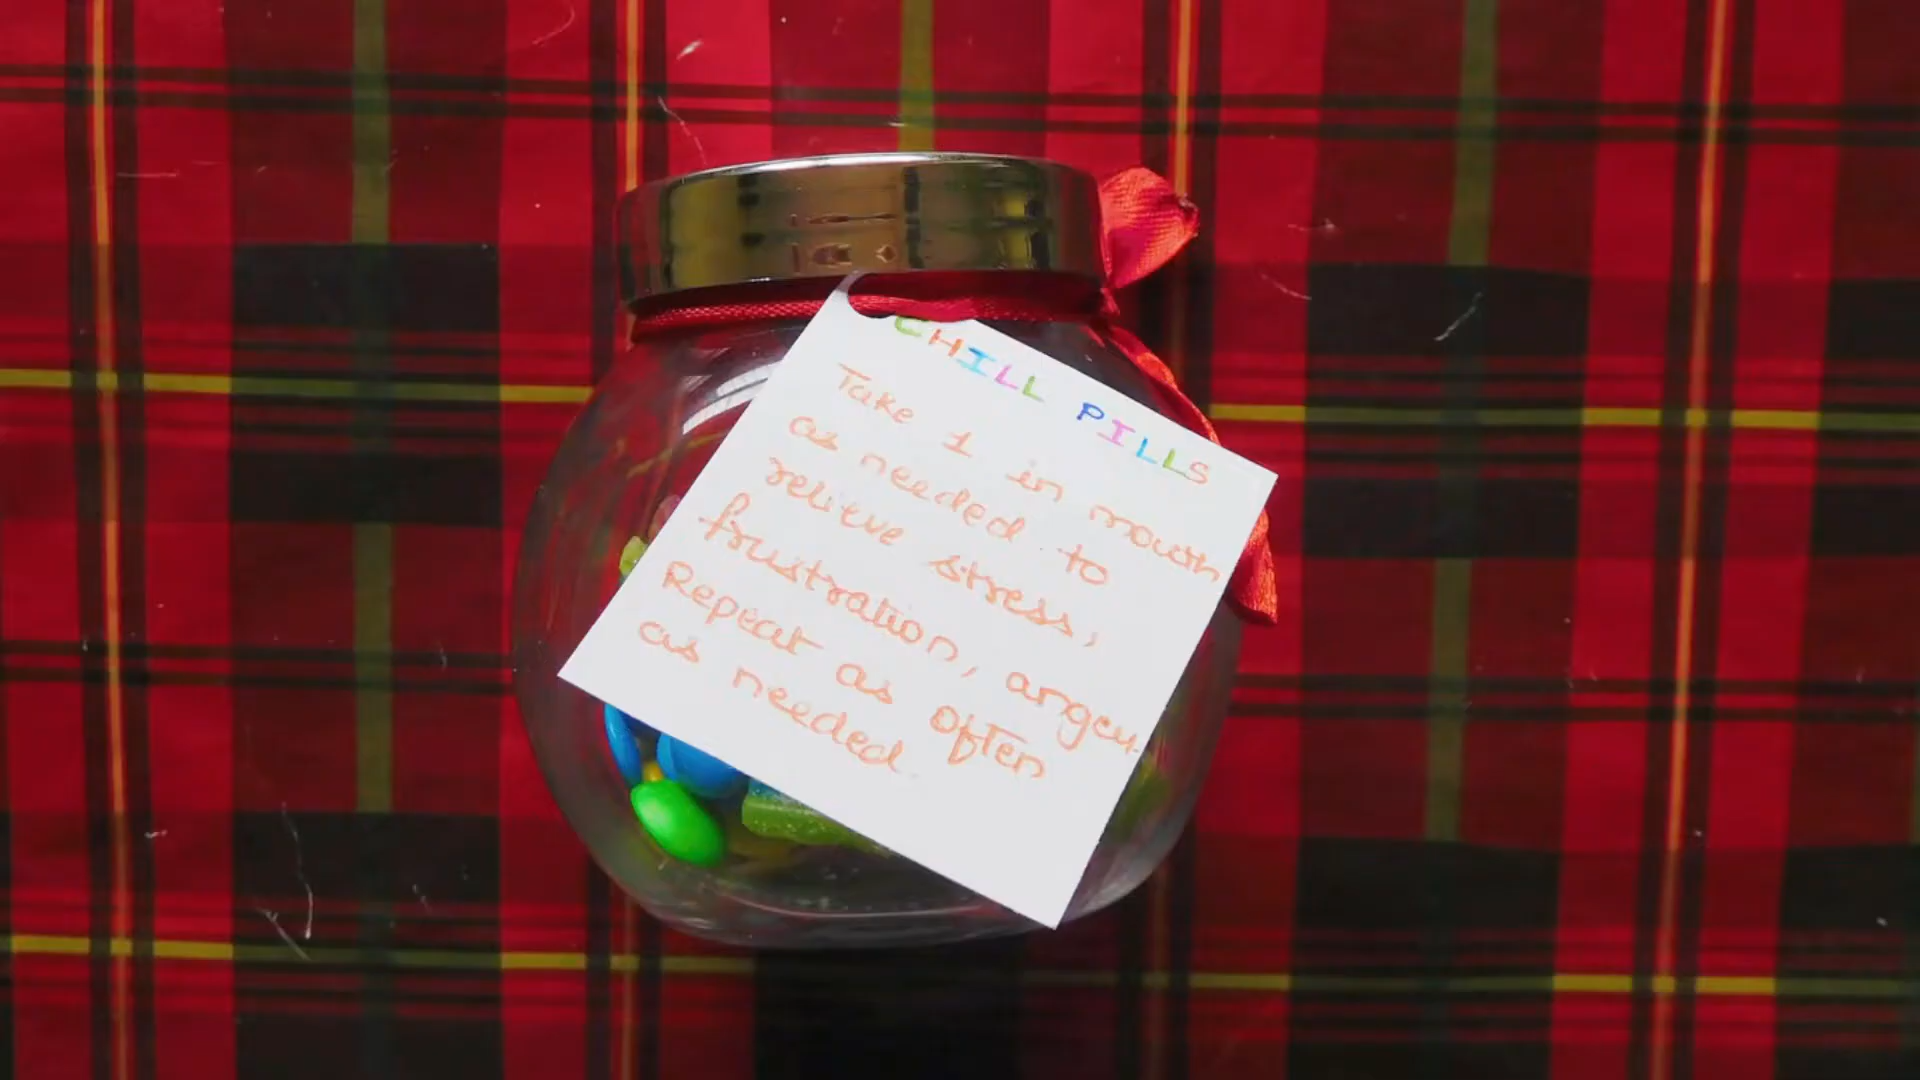 CHILL PILLS
Take 1 in mouth
as needed to
relieve stress,
frustration, anger.
Repeat as often
as needed.